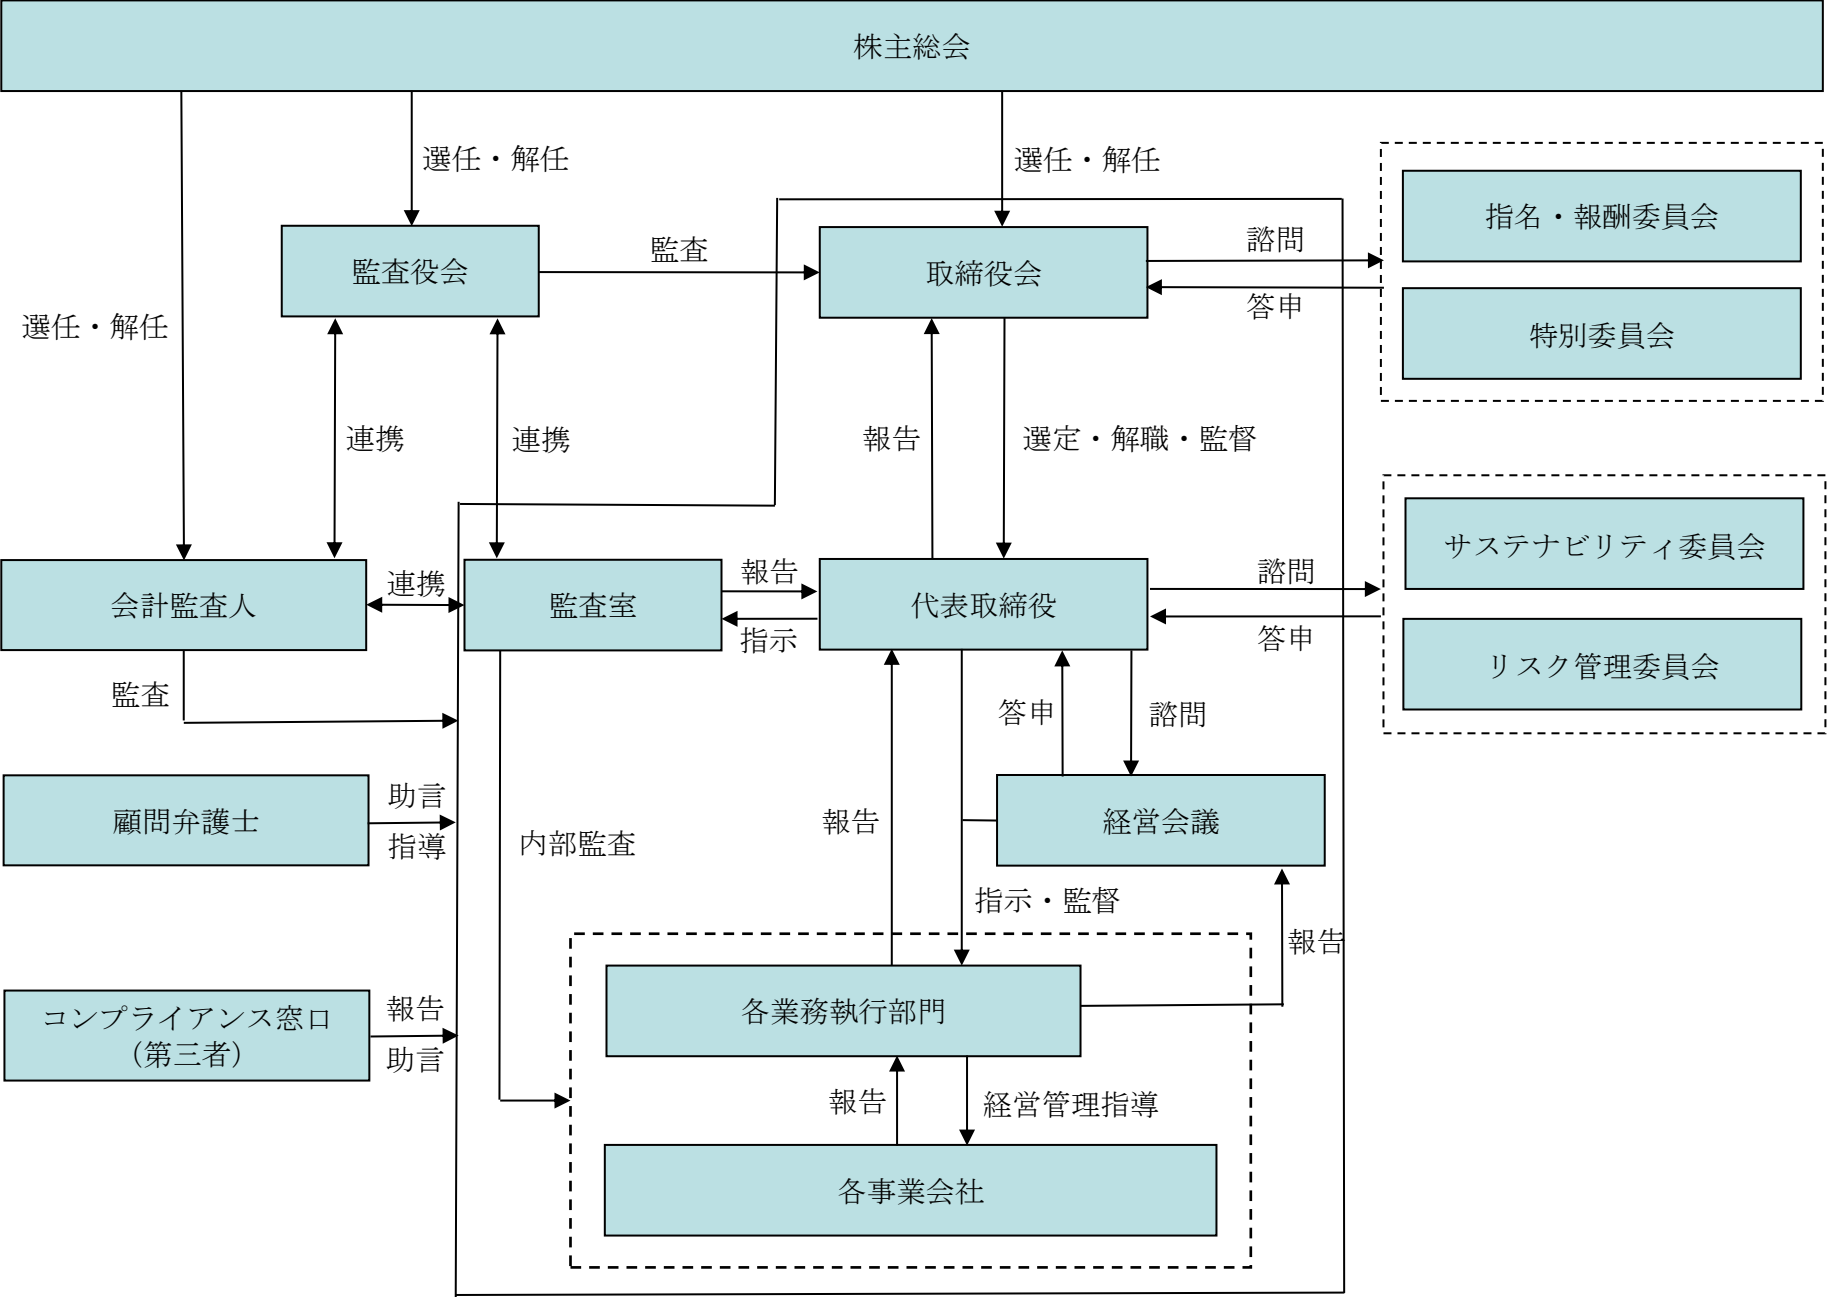 株主総会
選任・解任
選任・解任
選任・解任
指名・報酬委員会
特別委員会
監査役会
監査
取締役会
諮問
答申
連携
連携
報告
選定・解職・監督
サステナビリティ委員会
リスク管理委員会
会計監査人
連携
監査室
報告
指示
代表取締役
諮問
答申
監査
答申
諮問
顧問弁護士
助言
指導
内部監査
報告
経営会議
指示・監督
報告
コンプライアンス窓口
（第三者）
報告
助言
各業務執行部門
報告
経営管理指導
各事業会社